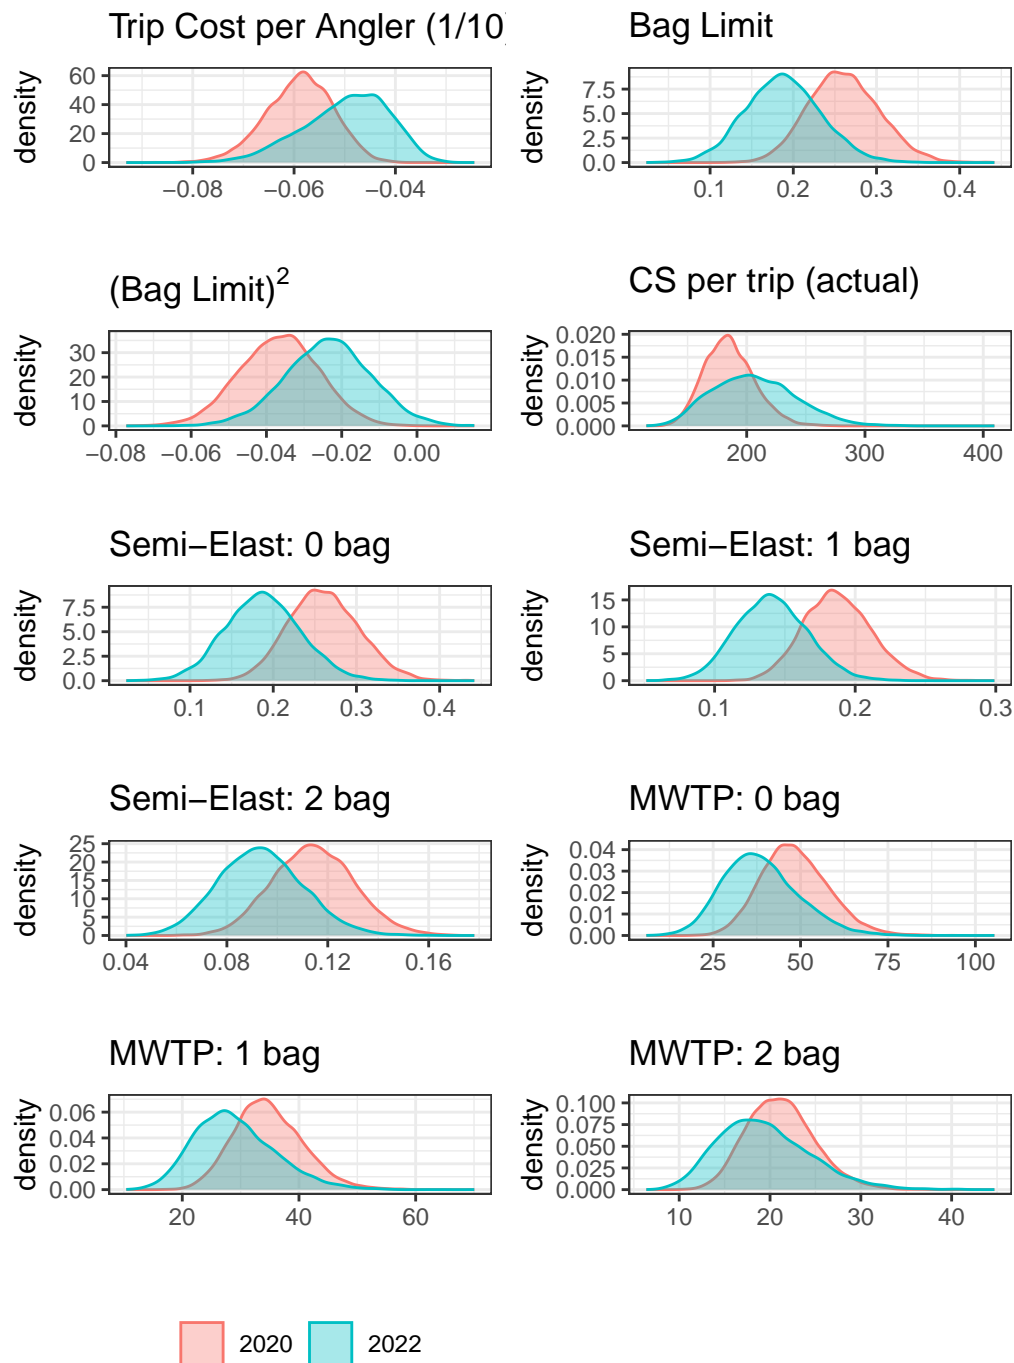 Trip Cost per Angler (1/10)
density
60
40
20
0
−0.08 −0.06 −0.04
Bag Limit
density
7.5
5.0
2.5
0.0
0.1 0.2 0.3 0.4
(Bag Limit)²
density
30
20
10
0
−0.08 −0.06 −0.04 −0.02 0.00
CS per trip (actual)
density
0.020
0.015
0.010
0.005
0.000
200 300 400
Semi−Elast: 0 bag
density
7.5
5.0
2.5
0.0
0.1 0.2 0.3 0.4
Semi−Elast: 1 bag
density
15
10
5
0
0.1 0.2 0.3
Semi−Elast: 2 bag
density
25
20
15
10
5
0
0.04 0.08 0.12 0.16
MWTP: 0 bag
density
0.04
0.03
0.02
0.01
0.00
25 50 75 100
MWTP: 1 bag
density
0.06
0.04
0.02
0.00
20 40 60
MWTP: 2 bag
density
0.100
0.075
0.050
0.025
0.000
10 20 30 40
2020 2022